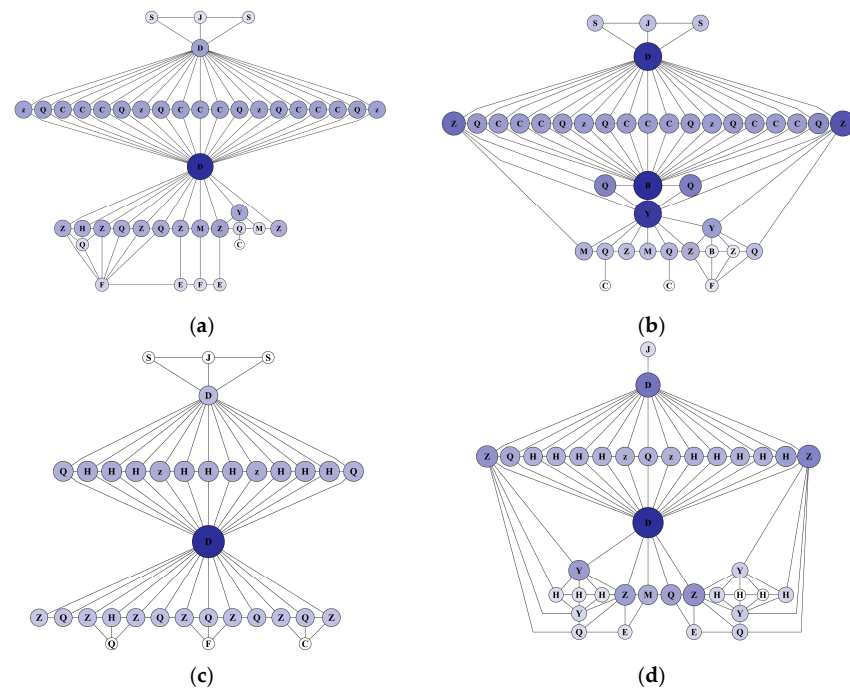 S J S
D
z Q C C C Q z Q C C C Q z Q C C C Q z
D
Y
Z H Z Q Z Q Z M Z Q M Z
Q C
F E F E
(a)
S J S
D
Z Q C C C Q z Q C C C Q z Q C C C Q Z
Q B Q
Y
Y
M Q Z M Q Z B Z Q
C C F
(b)
S J S
D
Q H H H z H H H z H H H Q
D
Z Q Z H Z Q Z Q Z Q Z Q Z
Q F C
(c)
J
D
Z Q H H H H z Q z H H H H H Z
D
Y Y
H H H Z M Q Z H H H H
Y Y
Q E E Q
(d)